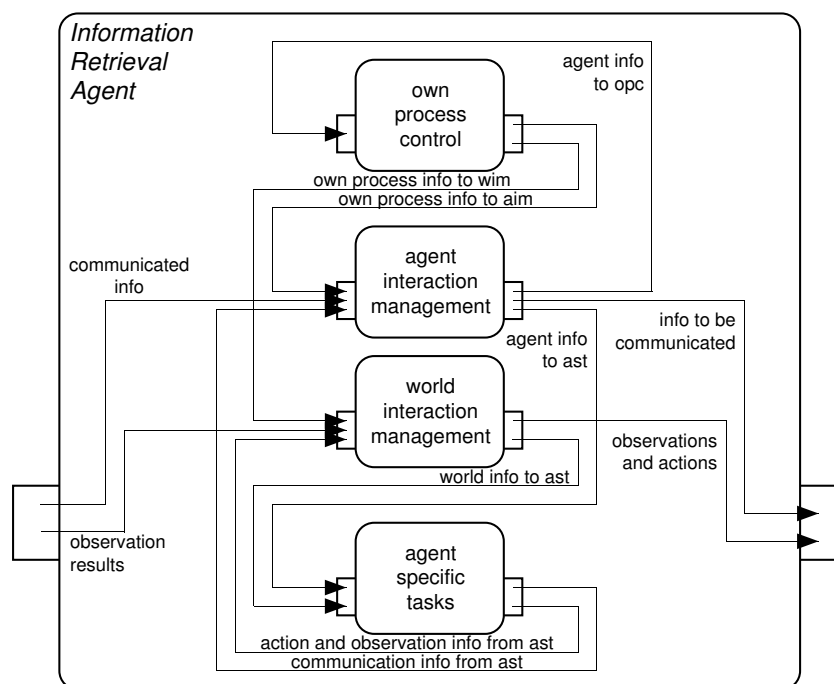 Information
Retrieval
Agent
agent info
to opc
own
process
control
own process info to wim
own process info to aim
communicated
info
agent
interaction
management
info to be
communicated
agent info
to ast
world
interaction
management
observations
and actions
world info to ast
observation
results
agent
specific
tasks
action and observation info from ast
communication info from ast